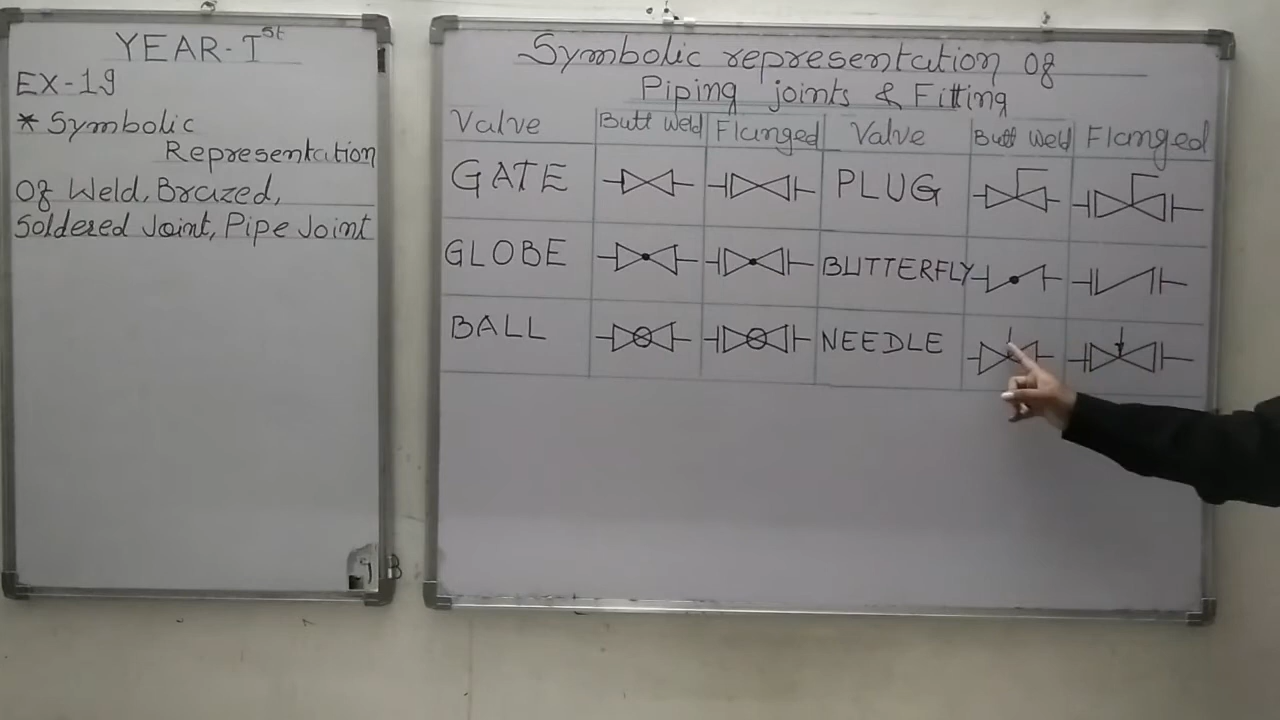 YEAR-Ist
EX-19
* Symbolic
Representation
Of Weld, Brazed,
Soldered Joint, Pipe Joint
Symbolic representation Of
Piping joints & Fitting
Valve Butt Weld Flanged Valve Butt Weld Flanged
GATE PLUG
GLOBE BUTTERFLY
BALL NEEDLE